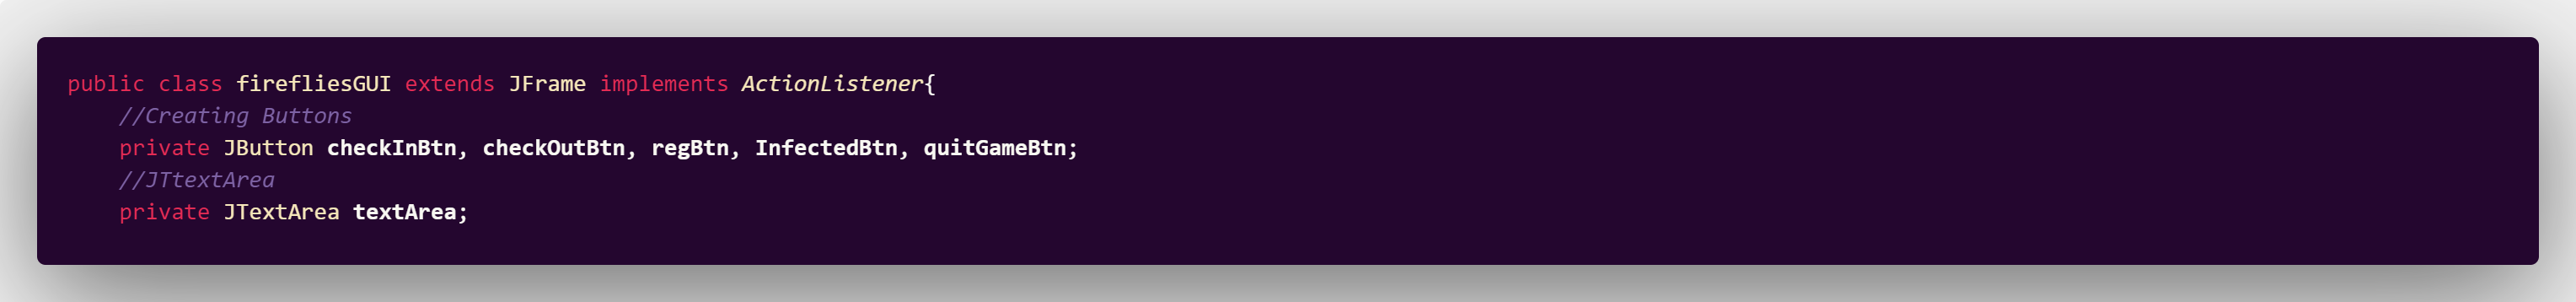 public class firefliesGUI extends JFrame implements ActionListener{
    //Creating Buttons
    private JButton checkInBtn, checkOutBtn, regBtn, InfectedBtn, quitGameBtn;
    //JTtextArea
    private JTextArea textArea;